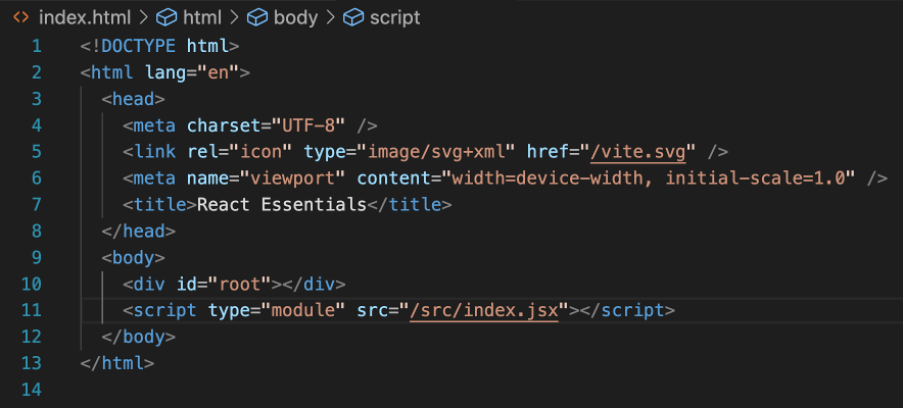 index.html > html > body > script
1 <!DOCTYPE html>
2 <html lang="en">
3 <head>
4 <meta charset="UTF-8" />
5 <link rel="icon" type="image/svg+xml" href="/vite.svg" />
6 <meta name="viewport" content="width=device-width, initial-scale=1.0" />
7 <title>React Essentials</title>
8 </head>
9 <body>
10 <div id="root"></div>
11 <script type="module" src="/src/index.jsx"></script>
12 </body>
13 </html>
14